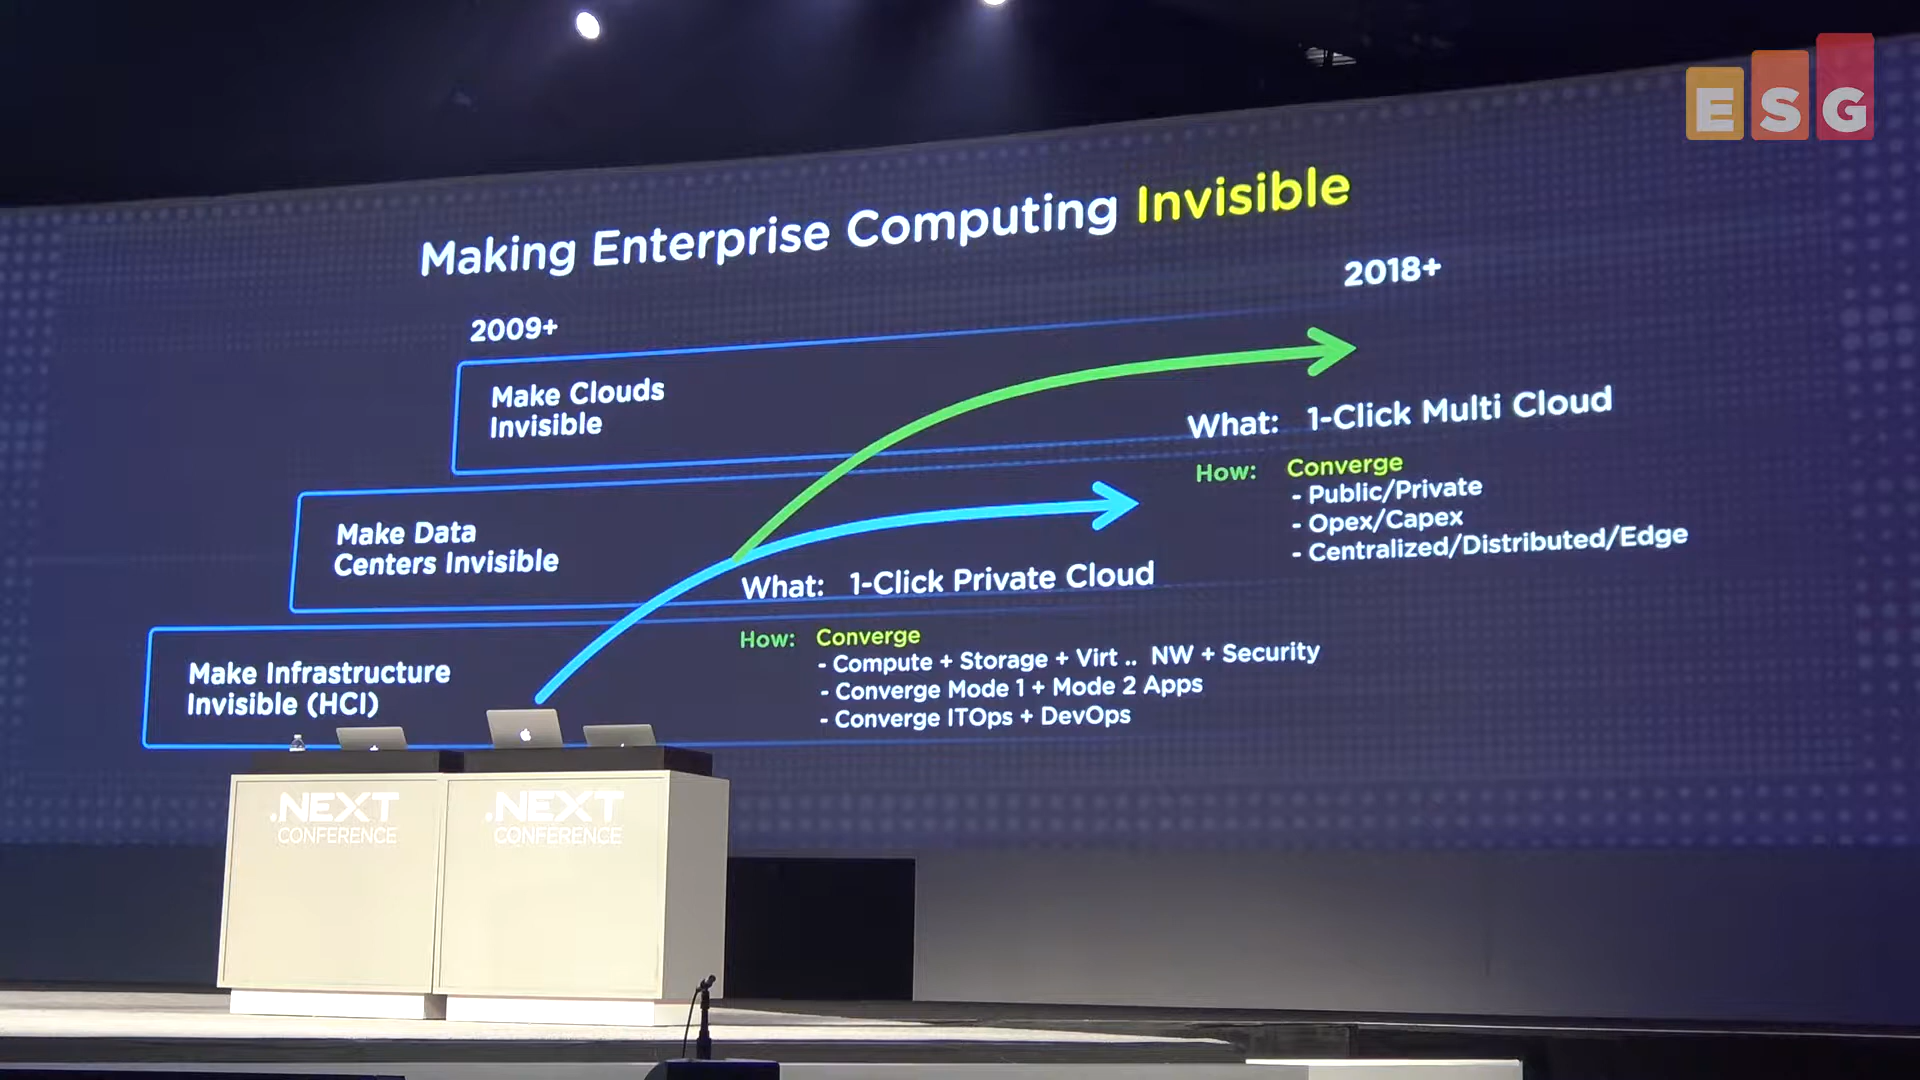 ESG
Making Enterprise Computing Invisible
2009+
2018+
Make Clouds
Invisible
What: 1-Click Multi Cloud
How: Converge
- Public/Private
- Opex/Capex
- Centralized/Distributed/Edge
Make Data
Centers Invisible
What: 1-Click Private Cloud
How: Converge
- Compute + Storage + Virt .. NW + Security
- Converge Mode 1 + Mode 2 Apps
- Converge ITOps + DevOps
Make Infrastructure
Invisible (HCI)
.NEXT
CONFERENCE
.NEXT
CONFERENCE